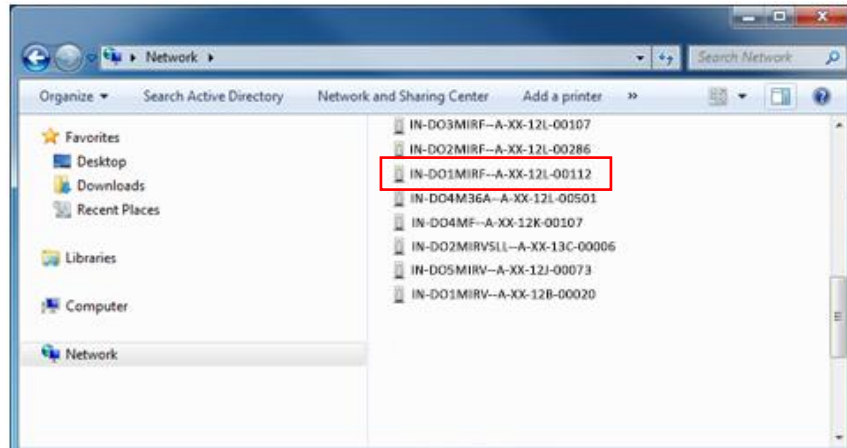 Network
Search Network
Organize
Search Active Directory
Network and Sharing Center
Add a printer
»
Favorites
Desktop
Downloads
Recent Places
Libraries
Computer
Network
IN-DO3MIRF--A-XX-12L-00107
IN-DO2MIRF--A-XX-12L-00286
IN-DO1MIRF--A-XX-12L-00112
IN-DO4M36A--A-XX-12L-00501
IN-DO4MF--A-XX-12K-00107
IN-DO2MIRVSLL--A-XX-13C-00006
IN-DO5MIRV--A-XX-12J-00073
IN-DO1MIRV--A-XX-12B-00020